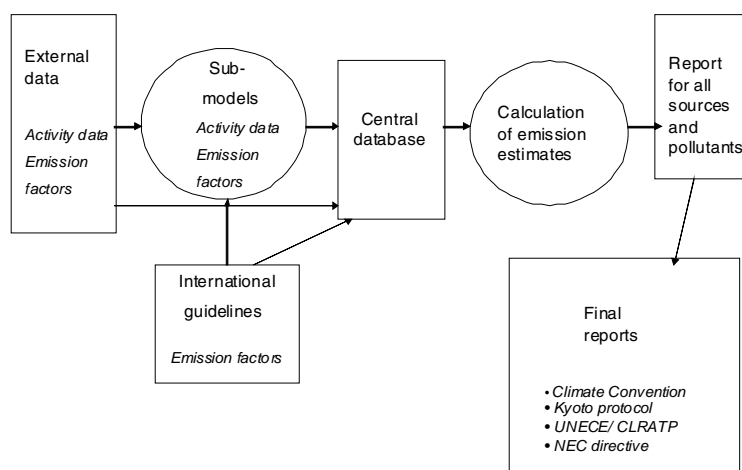 External
data
Activity data
Emission
factors
Sub-
models
Activity data
Emission
factors
Central
database
Calculation
of emission
estimates
Report
for all
sources
and
pollutants
International
guidelines
Emission factors
Final
reports
• Climate Convention
• Kyoto protocol
• UNECE/ CLRATP
• NEC directive